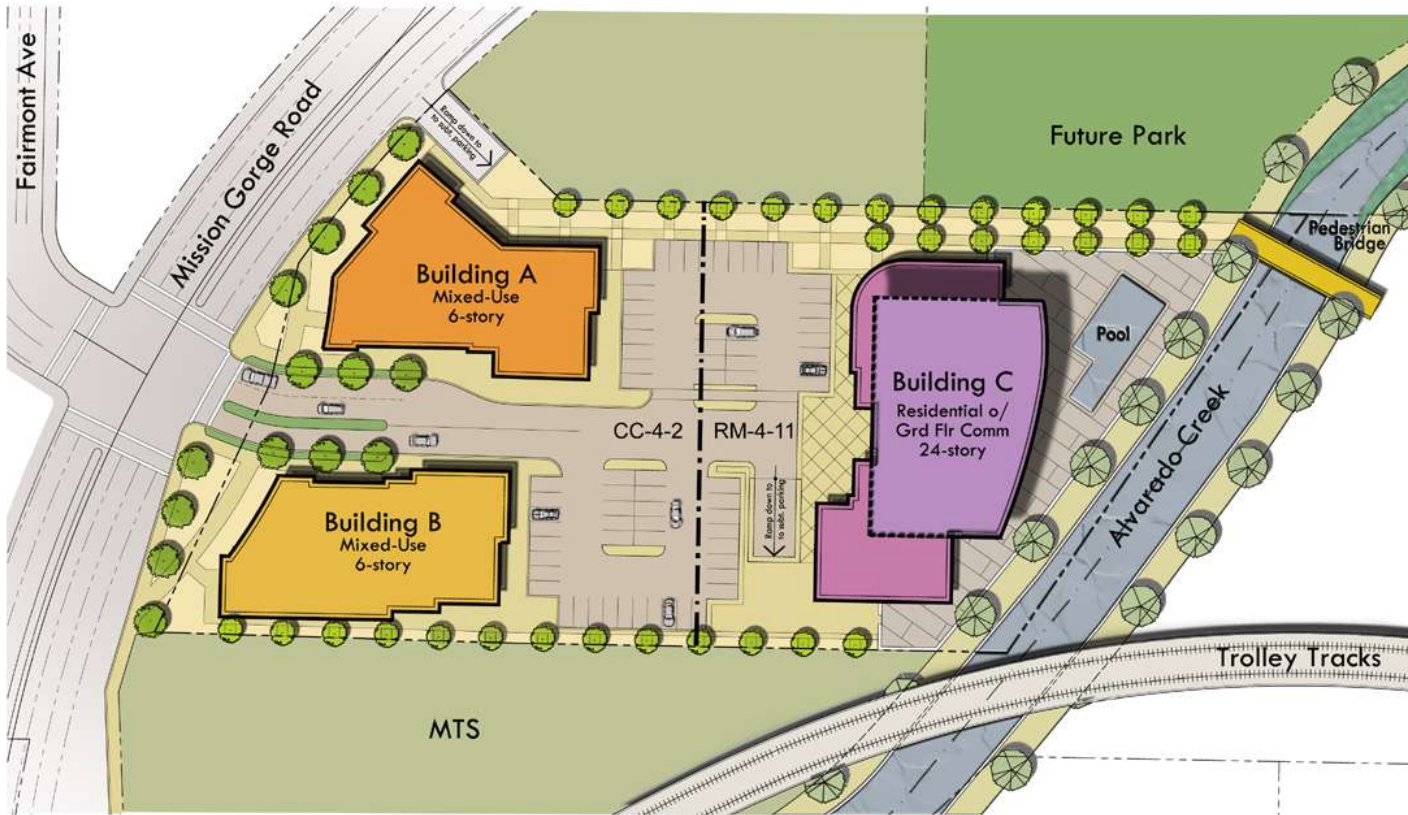 Fairmont Ave
Mission Gorge Road
Ramp down to
to subt. parking
Future Park
Pedestrian
Bridge
Building A
Mixed-Use
6-story
Pool
Building C
Residential o/
Grd Flr Comm
24-story
CC-4-2
RM-4-11
Alvarado Creek
Building B
Mixed-Use
6-story
Ramp down to
to subt. parking
Trolley Tracks
MTS